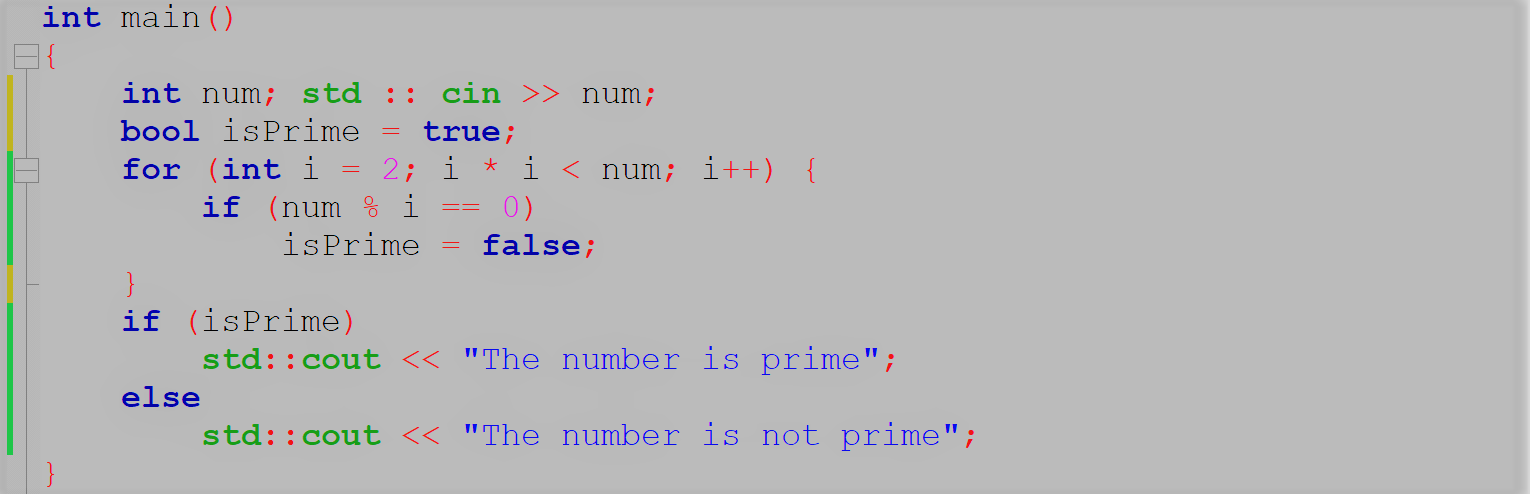 int main()
{
    int num; std :: cin >> num;
    bool isPrime = true;
    for (int i = 2; i * i < num; i++) {
        if (num % i == 0)
            isPrime = false;
    }
    if (isPrime)
        std::cout << "The number is prime";
    else
        std::cout << "The number is not prime";
}